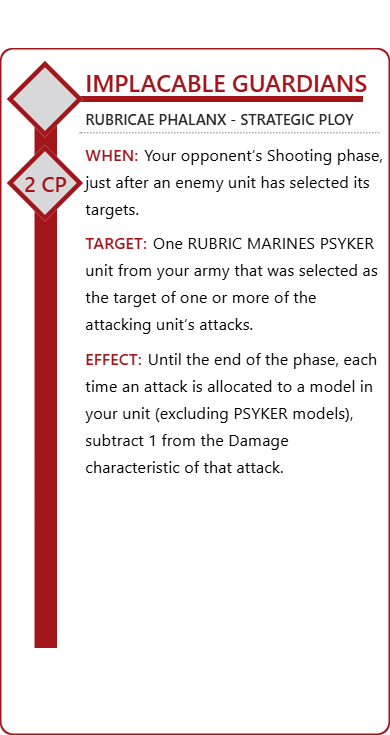 IMPLACABLE GUARDIANS
RUBRICAE PHALANX - STRATEGIC PLOY
2 CP
WHEN: Your opponent’s Shooting phase,
just after an enemy unit has selected its
targets.
TARGET: One RUBRIC MARINES PSYKER
unit from your army that was selected as
the target of one or more of the
attacking unit’s attacks.
EFFECT: Until the end of the phase, each
time an attack is allocated to a model in
your unit (excluding PSYKER models),
subtract 1 from the Damage
characteristic of that attack.